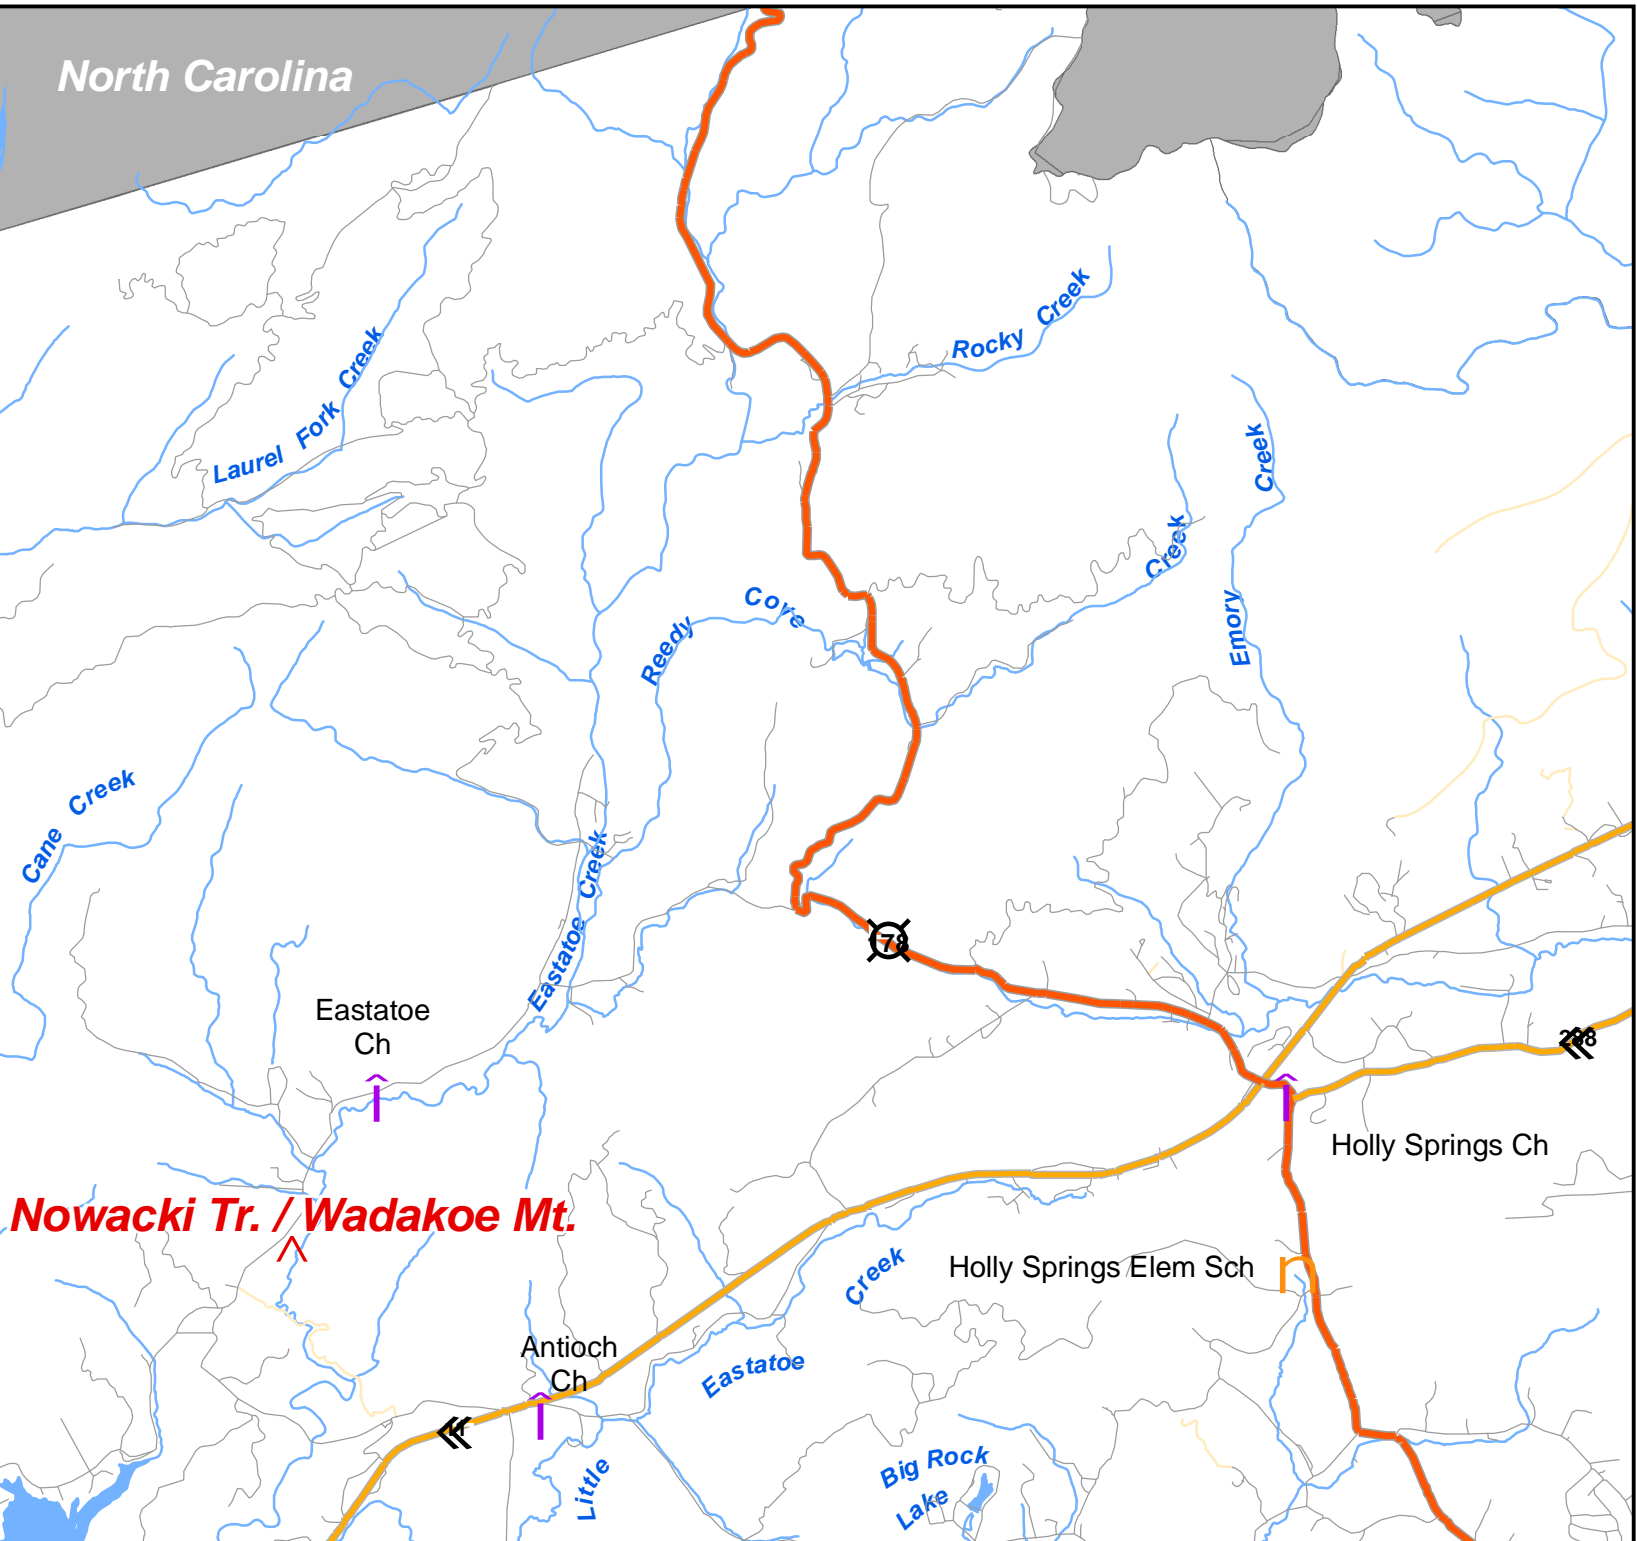 North Carolina
Rocky Creek
Laurel Fork Creek
Creek
Creek
Emory
Reedy Cove
Cane Creek
Eastatoe Creek
178
Eastatoe
Ch
288
Holly Springs Ch
Nowacki Tr. / Wadakoe Mt.
Holly Springs Elem Sch
Creek
Antioch
Ch
Eastatoe
11
Little
Big Rock
Lake